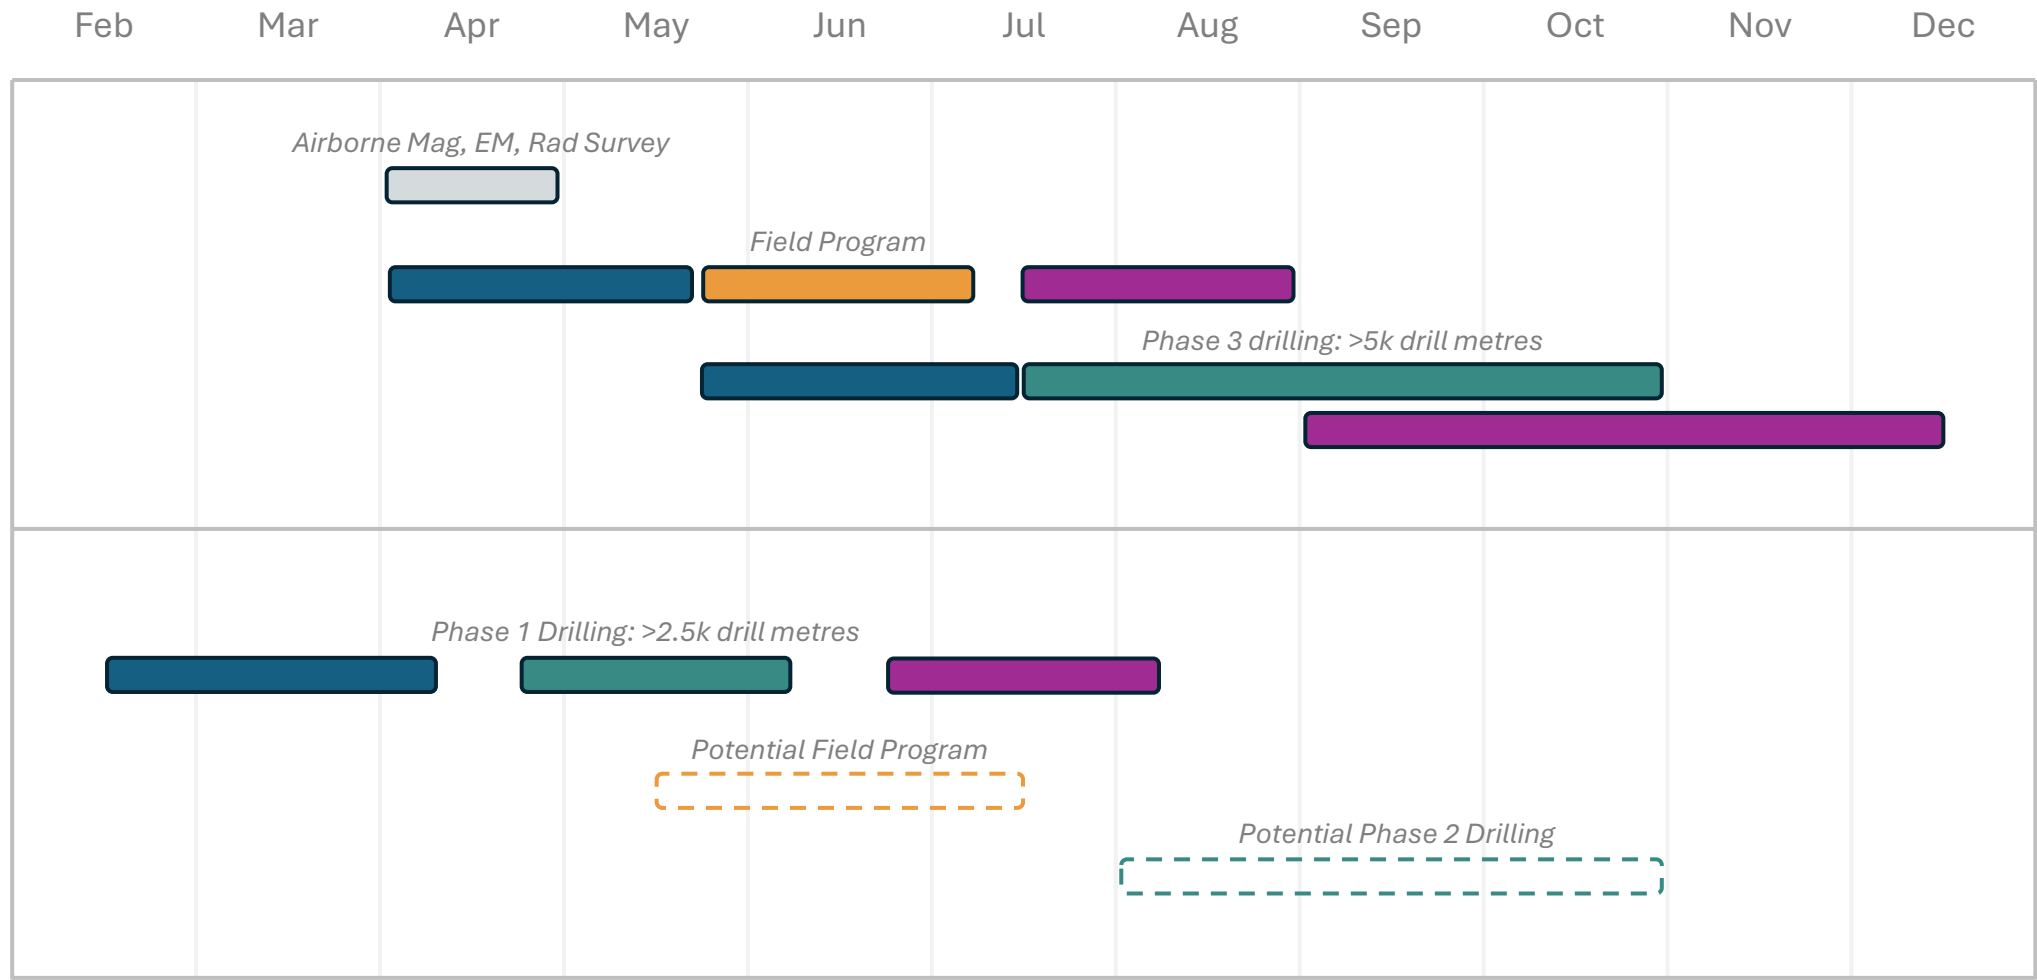 Feb Mar Apr May Jun Jul Aug Sep Oct Nov Dec
Airborne Mag, EM, Rad Survey
Field Program
Phase 3 drilling: >5k drill metres
Phase 1 Drilling: >2.5k drill metres
Potential Field Program
Potential Phase 2 Drilling